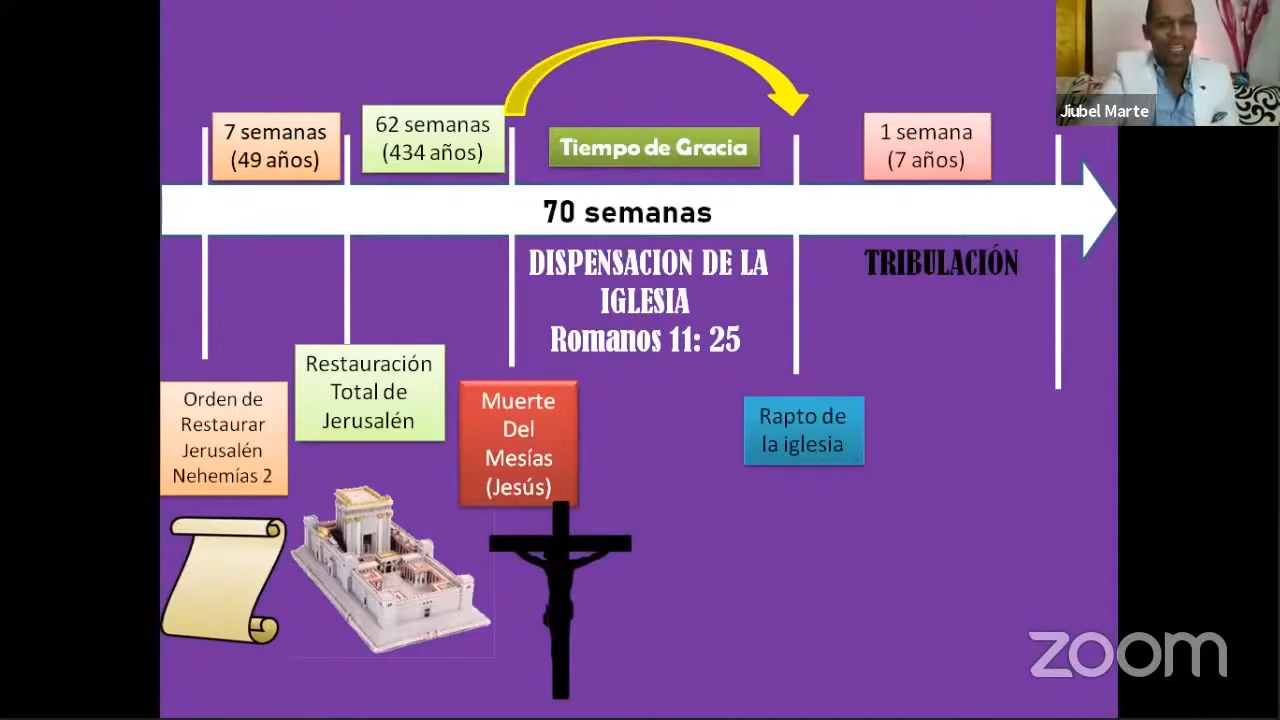 Jiubel Marte
7 semanas
(49 años)
62 semanas
(434 años)
Tiempo de Gracia
1 semana
(7 años)
70 semanas
DISPENSACION DE LA
IGLESIA
Romanos 11: 25
TRIBULACIÓN
Orden de
Restaurar
Jerusalén
Nehemías 2
Restauración
Total de
Jerusalén
Muerte
Del
Mesías
(Jesús)
Rapto de
la iglesia
zoom